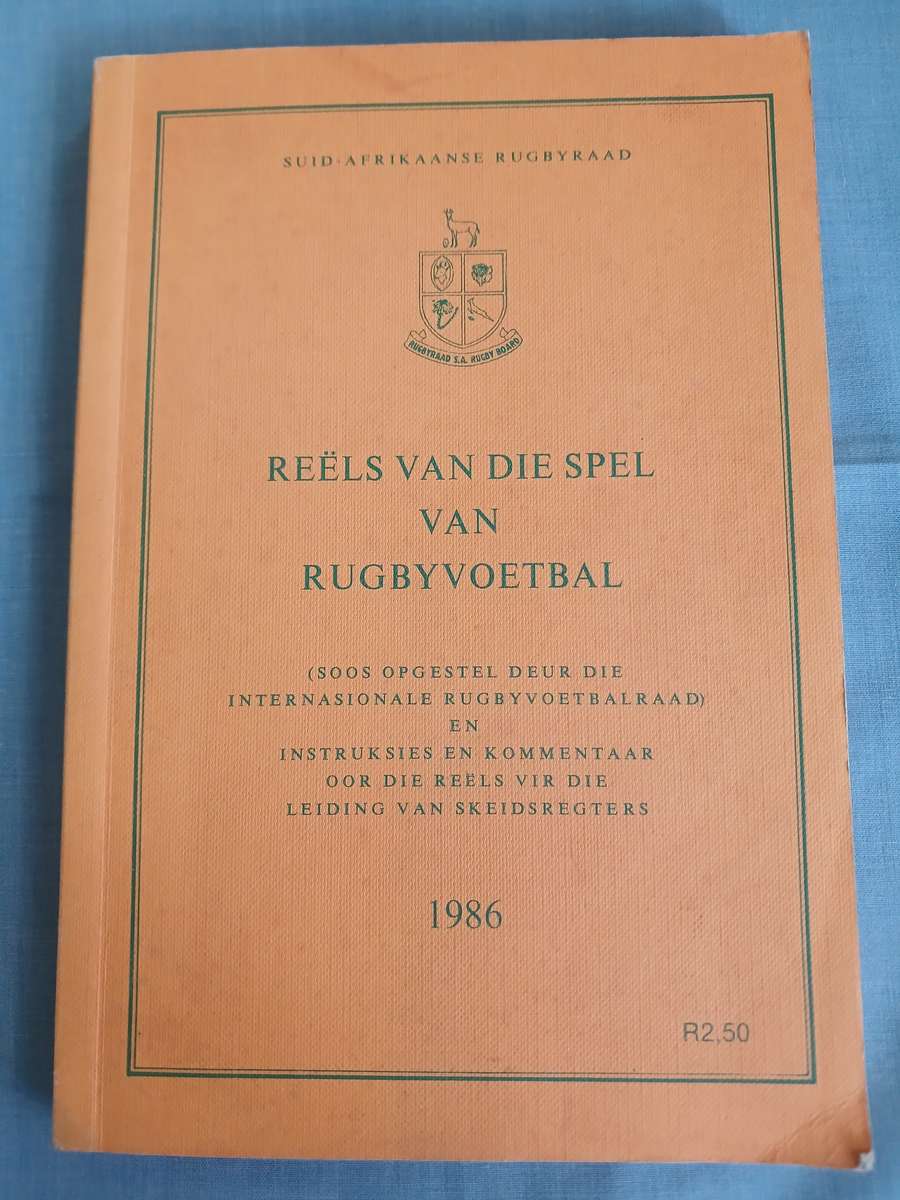 SUID-AFRIKAANSE RUGBYRAAD
RUGBYRAAD S.A. RUGBY BOARD
REËLS VAN DIE SPEL
VAN
RUGBYVOETBAL
(SOOS OPGESTEL DEUR DIE
INTERNASIONALE RUGBYVOETBALRAAD)
EN
INSTRUKSIES EN KOMMENTAAR
OOR DIE REËLS VIR DIE
LEIDING VAN SKEIDSREGTERS
1986
R2,50